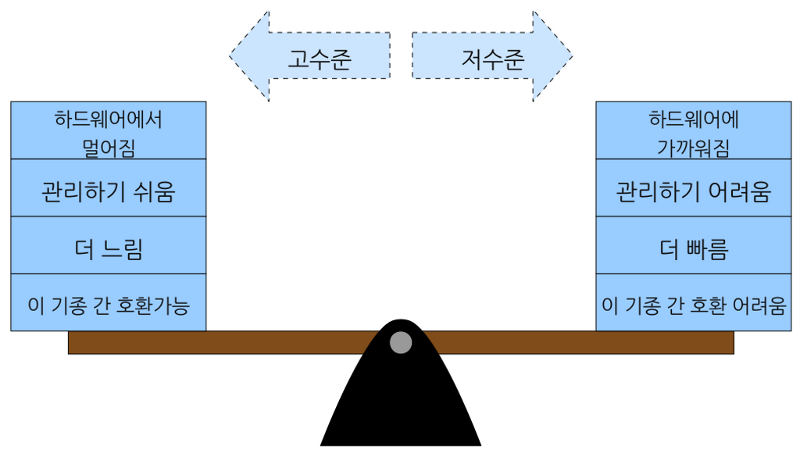 고수준
저수준
하드웨어에서
멀어짐
관리하기 쉬움
더 느림
이 기종 간 호환가능
하드웨어에
가까워짐
관리하기 어려움
더 빠름
이 기종 간 호환 어려움